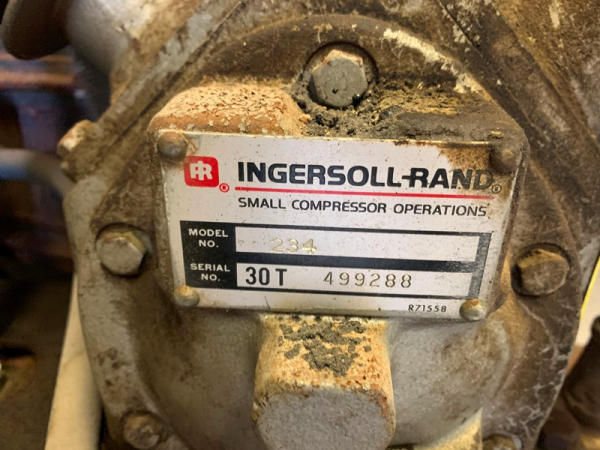 IR® INGERSOLL-RAND®
SMALL COMPRESSOR OPERATIONS
MODEL NO. 234
SERIAL NO. 30T 499288
R71558